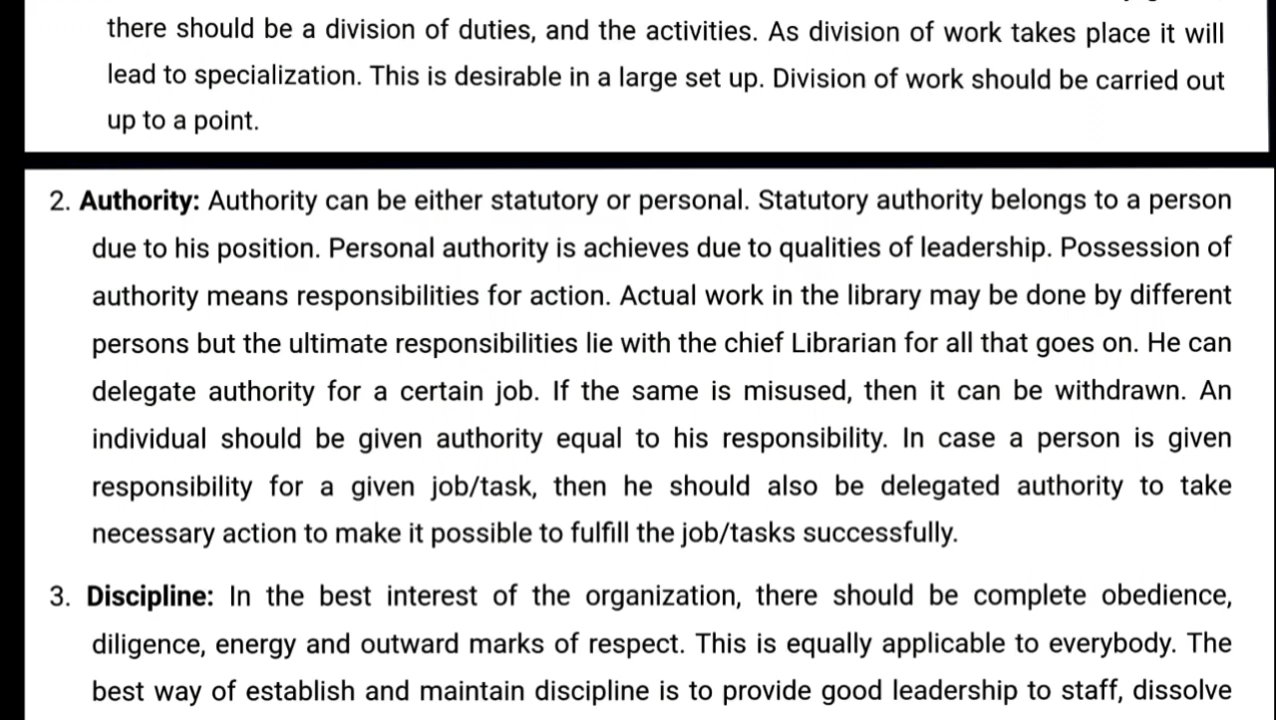 there should be a division of duties, and the activities. As division of work takes place it will
lead to specialization. This is desirable in a large set up. Division of work should be carried out
up to a point.
2. Authority: Authority can be either statutory or personal. Statutory authority belongs to a person
due to his position. Personal authority is achieves due to qualities of leadership. Possession of
authority means responsibilities for action. Actual work in the library may be done by different
persons but the ultimate responsibilities lie with the chief Librarian for all that goes on. He can
delegate authority for a certain job. If the same is misused, then it can be withdrawn. An
individual should be given authority equal to his responsibility. In case a person is given
responsibility for a given job/task, then he should also be delegated authority to take
necessary action to make it possible to fulfill the job/tasks successfully.
3. Discipline: In the best interest of the organization, there should be complete obedience,
diligence, energy and outward marks of respect. This is equally applicable to everybody. The
best way of establish and maintain discipline is to provide good leadership to staff, dissolve